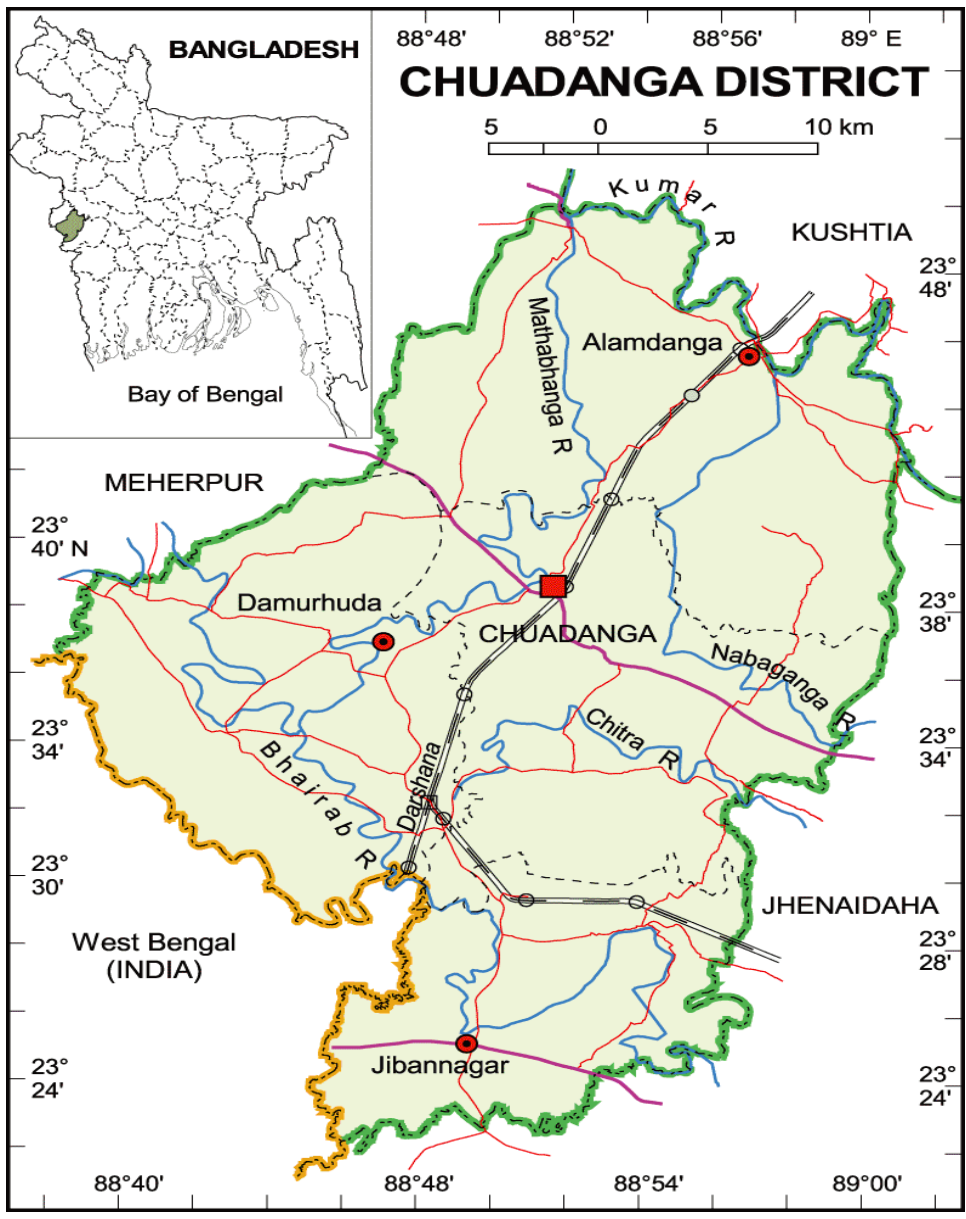 BANGLADESH
Bay of Bengal
88°48'
88°52'
88°56'
89° E
CHUADANGA DISTRICT
5
0
5
10 km
Kumar R
KUSHTIA
23°
48'
Mathabhanga R
Alamdanga
MEHERPUR
23°
40' N
Damurhuda
CHUADANGA
23°
38'
Nabaganga R
Chitra R
23°
34'
23°
34'
Bhairab R
Darshana
23°
30'
JHENAIDAHA
West Bengal
(INDIA)
23°
28'
Jibannagar
23°
24'
23°
24'
88°40'
88°48'
88°54'
89°00'